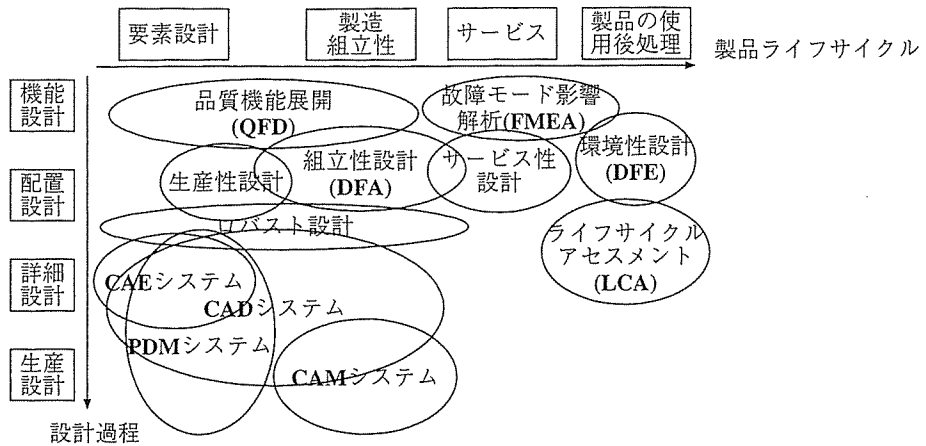 要素設計
製造
組立性
サービス
製品の使
用後処理
製品ライフサイクル
機能
設計
品質機能展開
(QFD)
故障モード影響
解析(FMEA)
配置
設計
生産性設計
組立性設計
(DFA)
サービス性
設計
環境性設計
(DFE)
ロバスト設計
ライフサイクル
アセスメント
(LCA)
詳細
設計
CAEシステム
CADシステム
PDMシステム
生産
設計
CAMシステム
設計過程